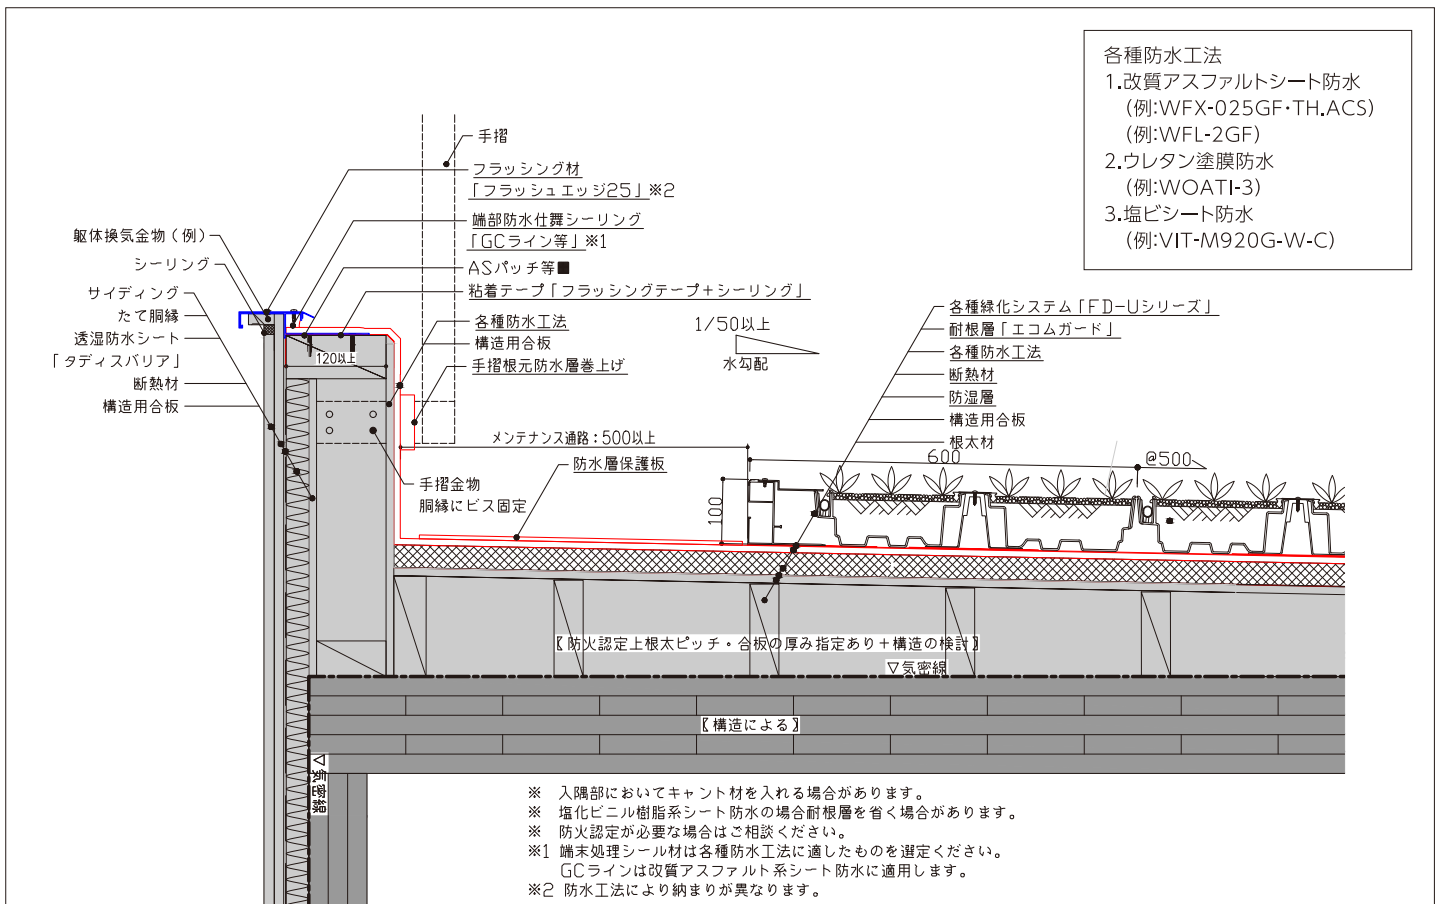 各種防水工法
1.改質アスファルトシート防水
(例:WFX-025GF・TH.ACS)
(例:WFL-2GF)
2.ウレタン塗膜防水
(例:WOATI-3)
3.塩ビシート防水
(例:VIT-M920G-W-C)
手摺
フラッシング材
「フラッシュエッジ25」※2
端部防水仕舞シーリング
「GCライン等」※1
ASパッチ等■
粘着テープ「フラッシングテープ+シーリング」
各種防水工法
構造用合板
手摺根元防水層巻上げ
躯体換気金物(例)
シーリング
サイディング
たて胴縁
透湿防水シート
「タディスバリア」
断熱材
構造用合板
120以上
1/50以上
水勾配
各種緑化システム「FD-Uシリーズ」
耐根層「エコムガード」
各種防水工法
断熱材
防湿層
構造用合板
根太材
メンテナンス通路:500以上
600
@500
100
防水層保護板
手摺金物
胴縁にビス固定
〖防火認定上根太ピッチ・合板の厚み指定あり+構造の検討〗
▽気密線
〖構造による〗
▽気密線
※ 入隅部においてキャント材を入れる場合があります。
※ 塩化ビニル樹脂系シート防水の場合耐根層を省く場合があります。
※ 防火認定が必要な場合はご相談ください。
※1 端末処理シール材は各種防水工法に適したものを選定ください。
GCラインは改質アスファルト系シート防水に適用します。
※2 防水工法により納まりが異なります。